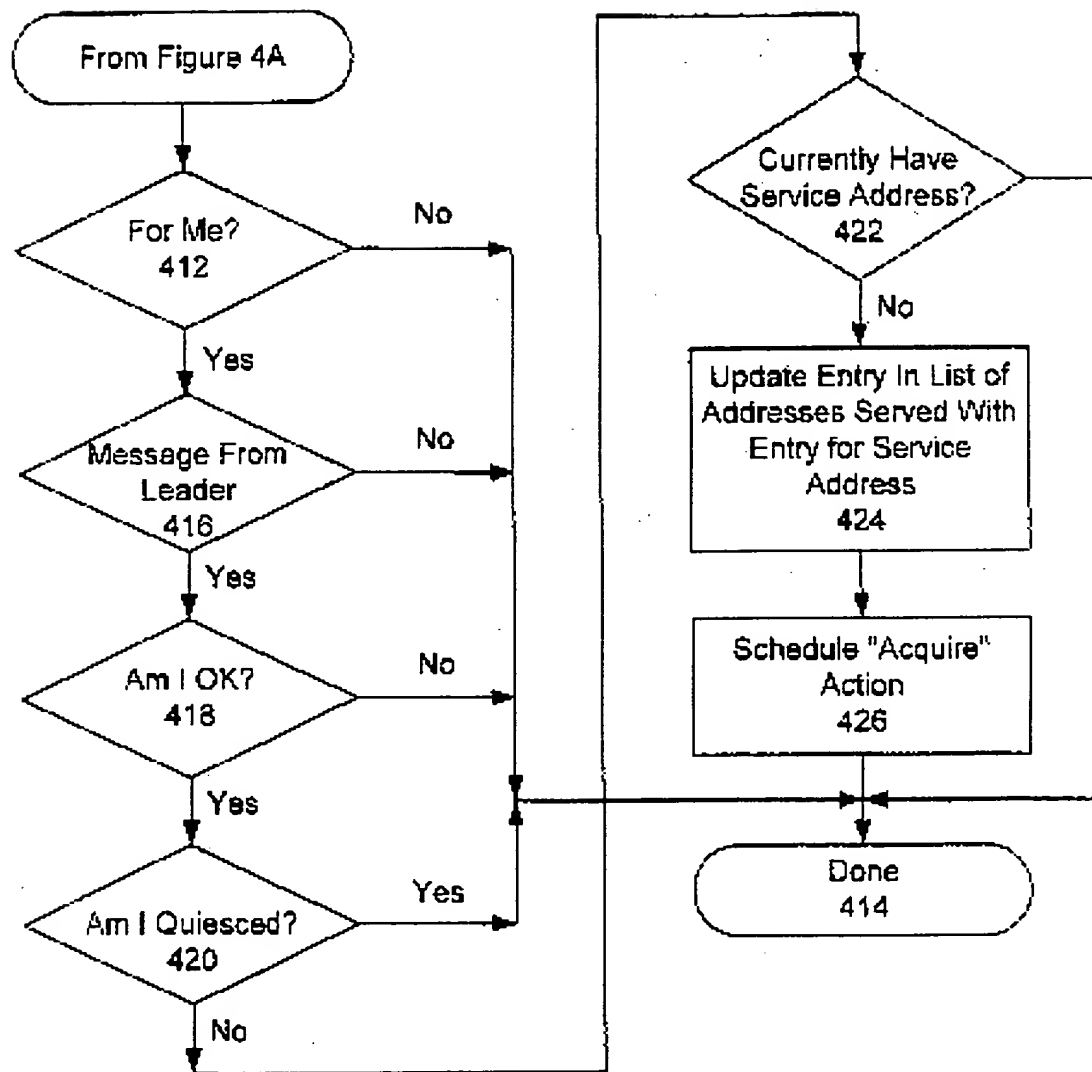 From Figure 4A
For Me?
412
No
Yes
Message From
Leader
416
No
Yes
Am I OK?
418
No
Yes
Am I Quiesced?
420
Yes
No
Currently Have
Service Address?
422
No
Update Entry In List of
Addresses Served With
Entry for Service
Address
424
Schedule "Acquire"
Action
426
Done
414